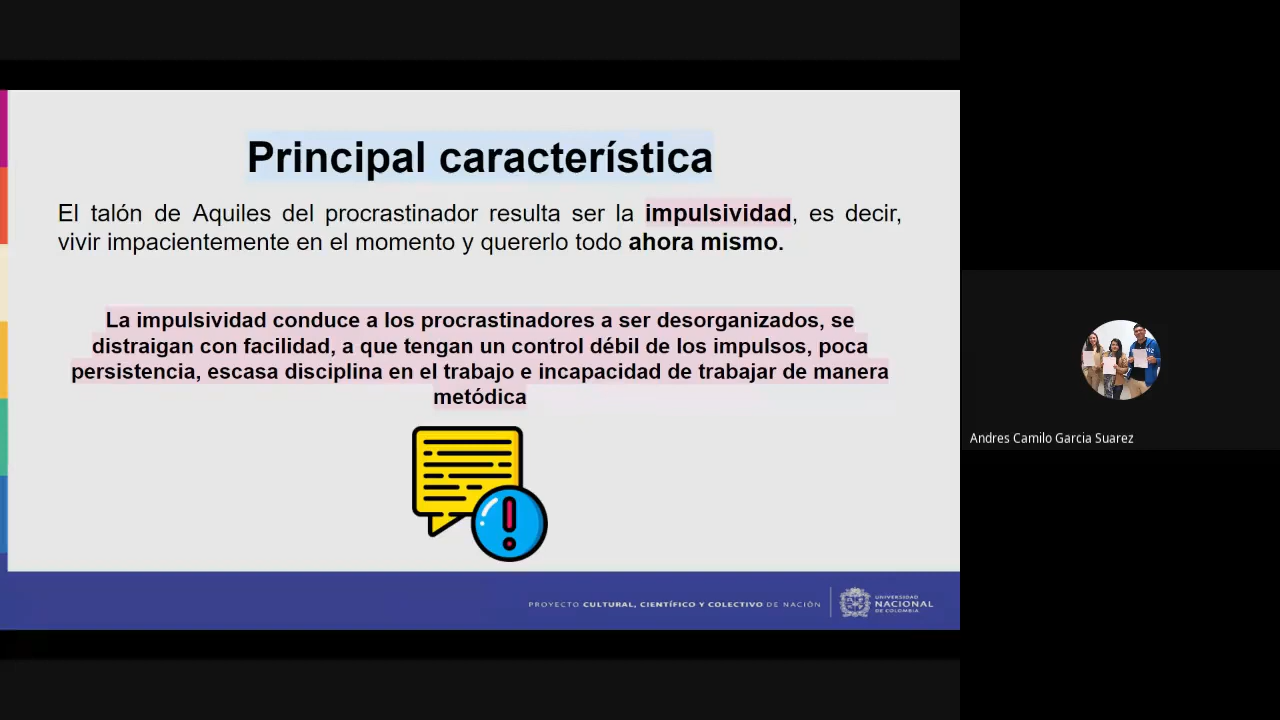 Principal característica
El talón de Aquiles del procrastinador resulta ser la impulsividad, es decir,
vivir impacientemente en el momento y quererlo todo ahora mismo.
La impulsividad conduce a los procrastinadores a ser desorganizados, se
distraigan con facilidad, a que tengan un control débil de los impulsos, poca
persistencia, escasa disciplina en el trabajo e incapacidad de trabajar de manera
metódica
PROYECTO CULTURAL, CIENTÍFICO Y COLECTIVO DE NACIÓN
UNIVERSIDAD
NACIONAL
DE COLOMBIA
Andres Camilo Garcia Suarez